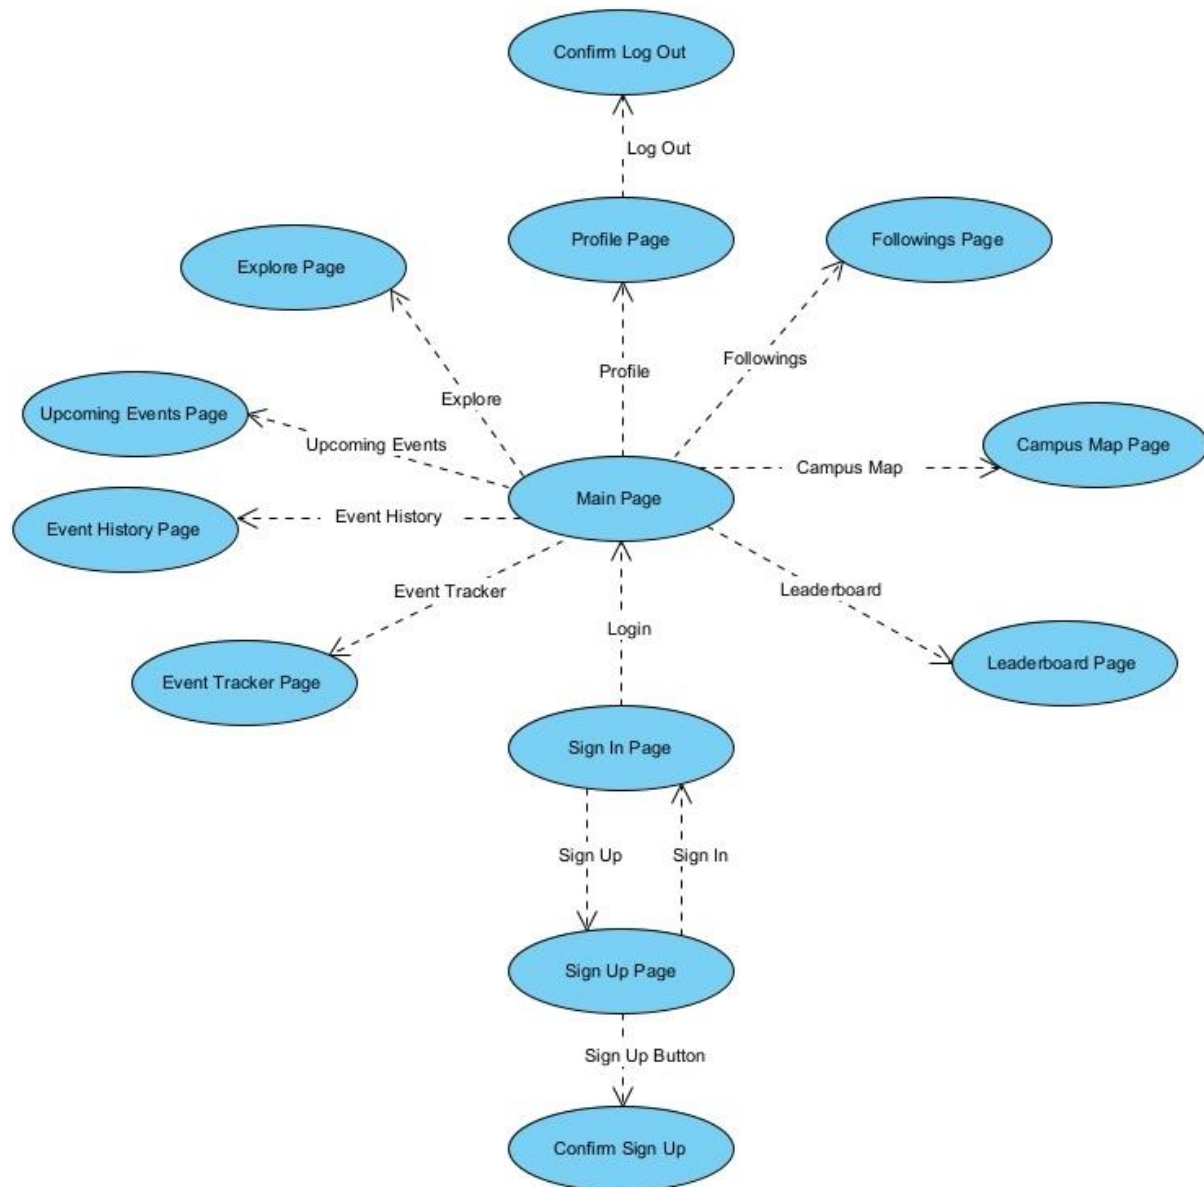 Confirm Log Out
Log Out
Profile Page
Followings Page
Explore Page
Followings
Profile
Explore
Upcoming Events Page
Upcoming Events
Campus Map Page
Campus Map
Main Page
Event History
Event History Page
Event Tracker
Leaderboard
Login
Leaderboard Page
Event Tracker Page
Sign In Page
Sign Up
Sign In
Sign Up Page
Sign Up Button
Confirm Sign Up